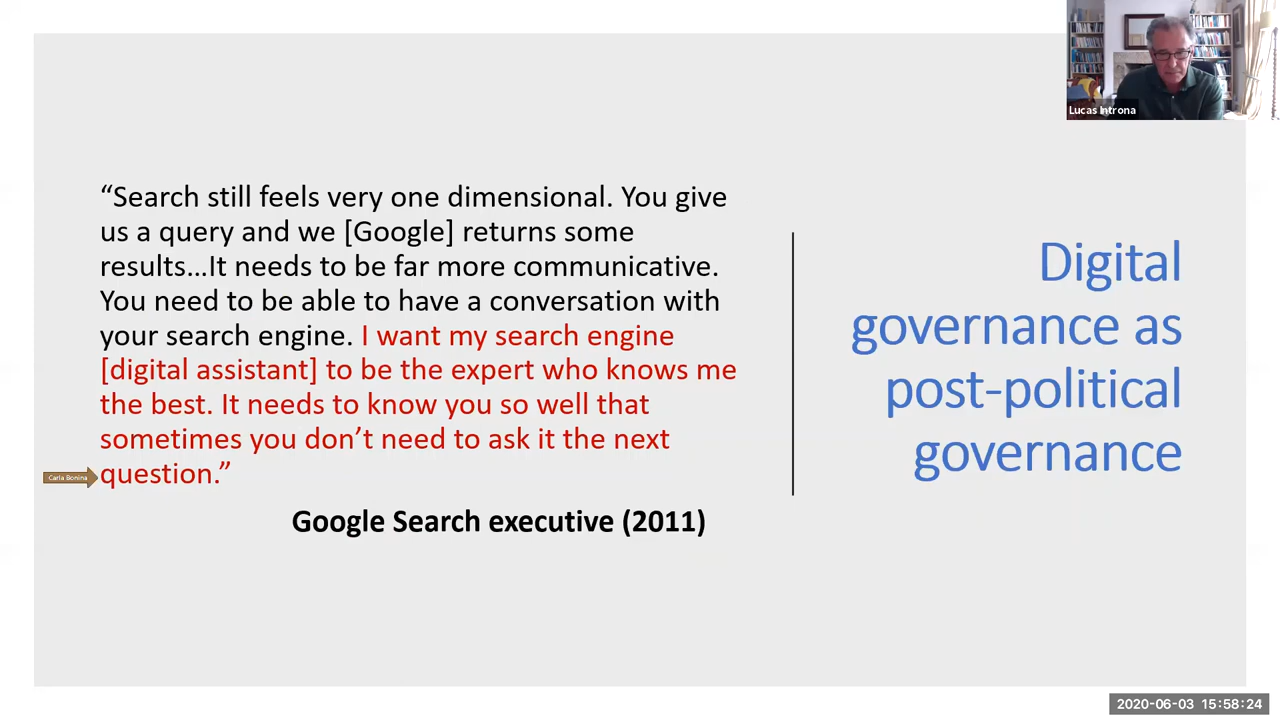 Lucas Introna
“Search still feels very one dimensional. You give
us a query and we [Google] returns some
results...It needs to be far more communicative.
You need to be able to have a conversation with
your search engine. I want my search engine
[digital assistant] to be the expert who knows me
the best. It needs to know you so well that
sometimes you don’t need to ask it the next
question.”
Carla Bonina
Google Search executive (2011)
Digital
governance as
post-political
governance
2020-06-03 15:58:24